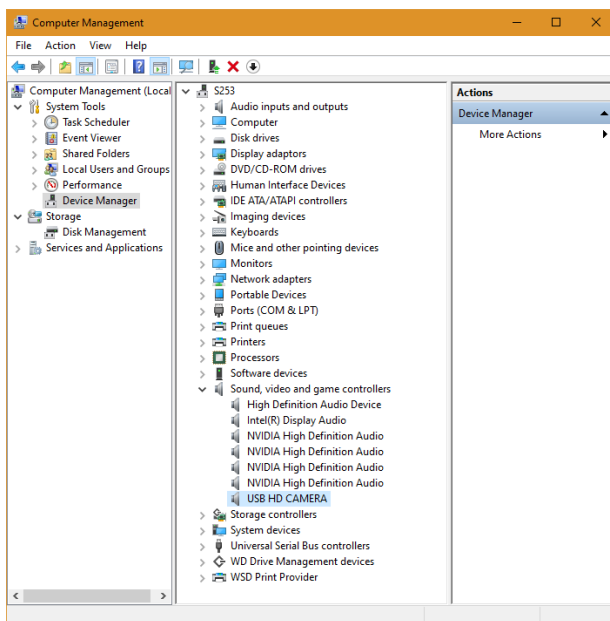 Computer Management
File Action View Help
Computer Management (Local
System Tools
Task Scheduler
Event Viewer
Shared Folders
Local Users and Groups
Performance
Device Manager
Storage
Disk Management
Services and Applications
S253
Audio inputs and outputs
Computer
Disk drives
Display adaptors
DVD/CD-ROM drives
Human Interface Devices
IDE ATA/ATAPI controllers
Imaging devices
Keyboards
Mice and other pointing devices
Monitors
Network adapters
Portable Devices
Ports (COM & LPT)
Print queues
Printers
Processors
Software devices
Sound, video and game controllers
High Definition Audio Device
Intel(R) Display Audio
NVIDIA High Definition Audio
NVIDIA High Definition Audio
NVIDIA High Definition Audio
NVIDIA High Definition Audio
USB HD CAMERA
Storage controllers
System devices
Universal Serial Bus controllers
WD Drive Management devices
WSD Print Provider
Actions
Device Manager
More Actions